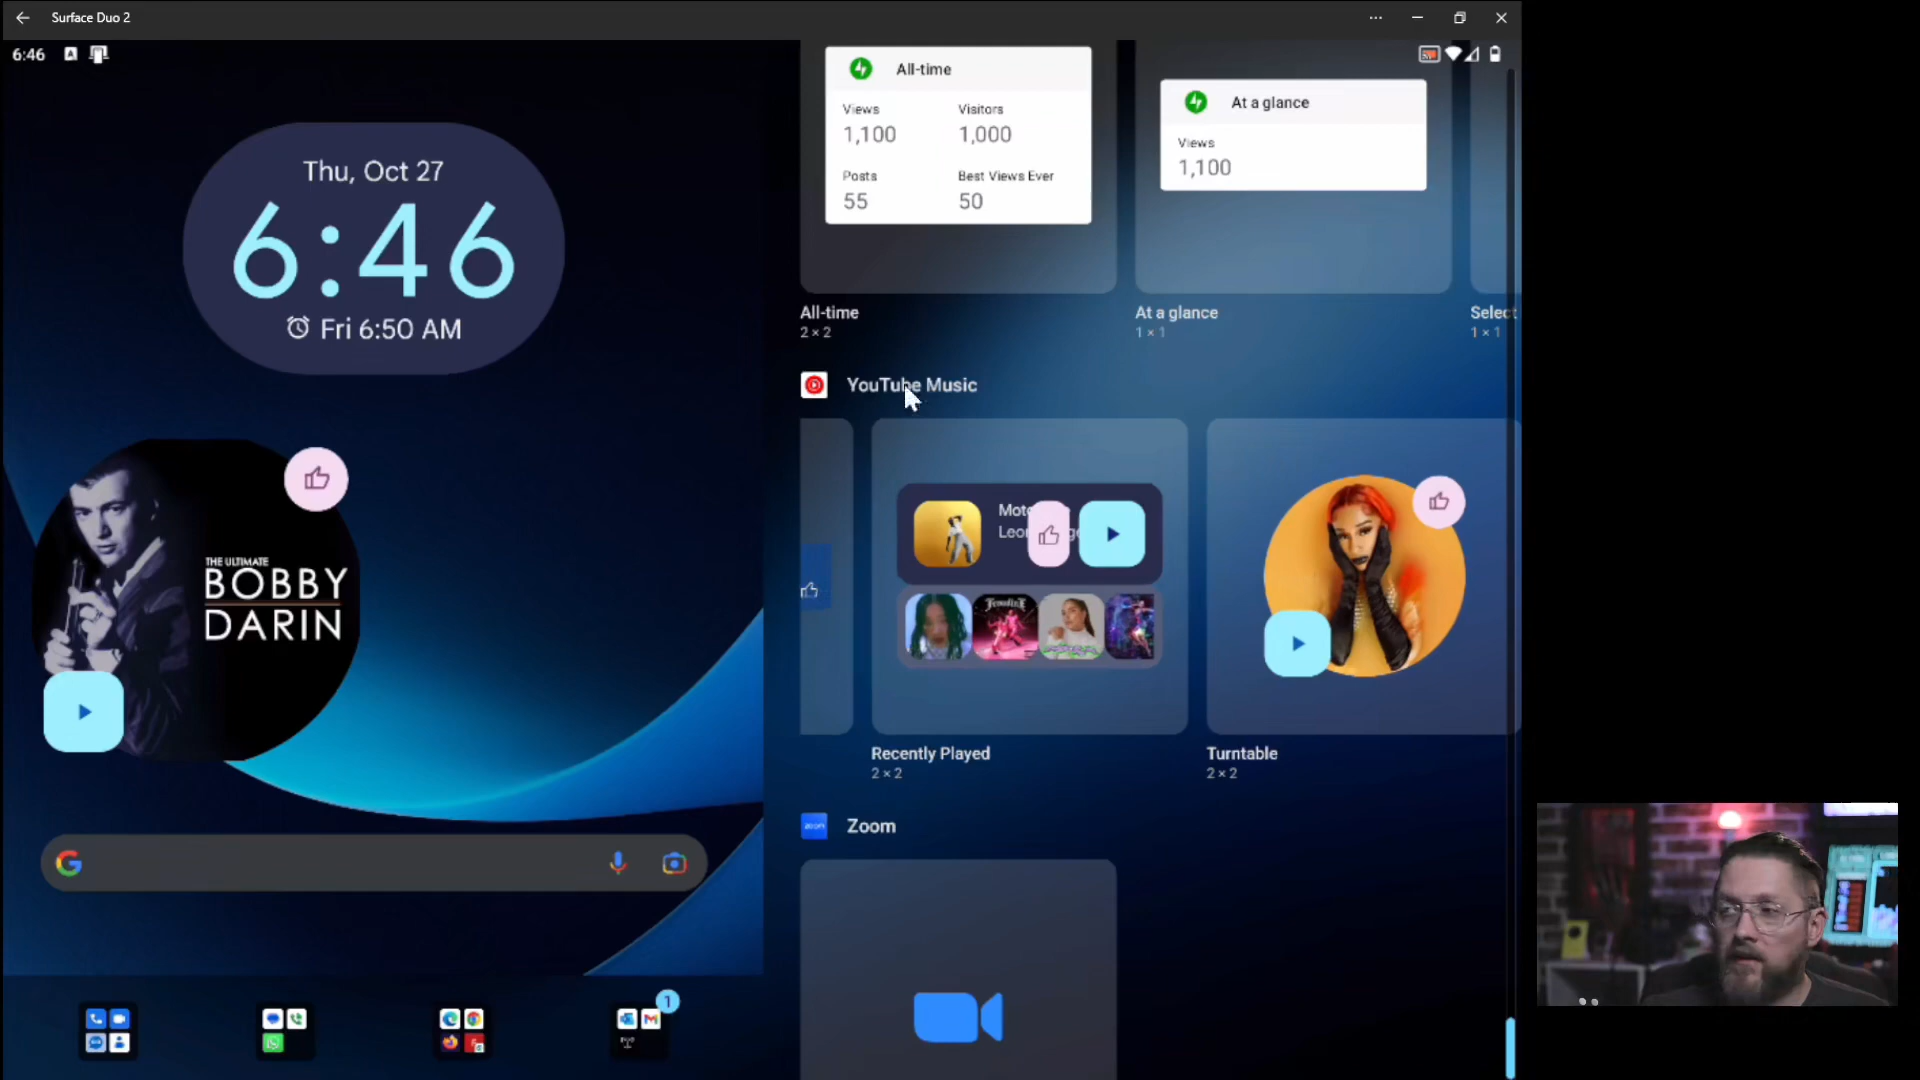 Surface Duo 2
6:46
Thu, Oct 27
6:46
Fri 6:50 AM
THE ULTIMATE
BOBBY
DARIN
1
All-time
Views
1,100
Visitors
1,000
Posts
55
Best Views Ever
50
All-time
2 × 2
At a glance
Views
1,100
At a glance
1 × 1
Select
1 × 1
YouTube Music
Recently Played
2 × 2
Turntable
2 × 2
zoom
Zoom